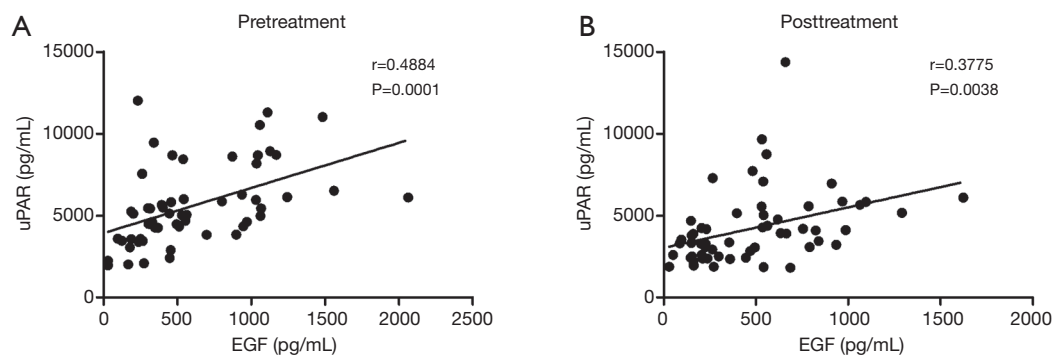 A
Pretreatment
15000
10000
5000
0
uPAR (pg/mL)
r=0.4884
P=0.0001
0 500 1000 1500 2000 2500
EGF (pg/mL)
B
Posttreatment
15000
10000
5000
0
uPAR (pg/mL)
r=0.3775
P=0.0038
0 500 1000 1500 2000
EGF (pg/mL)